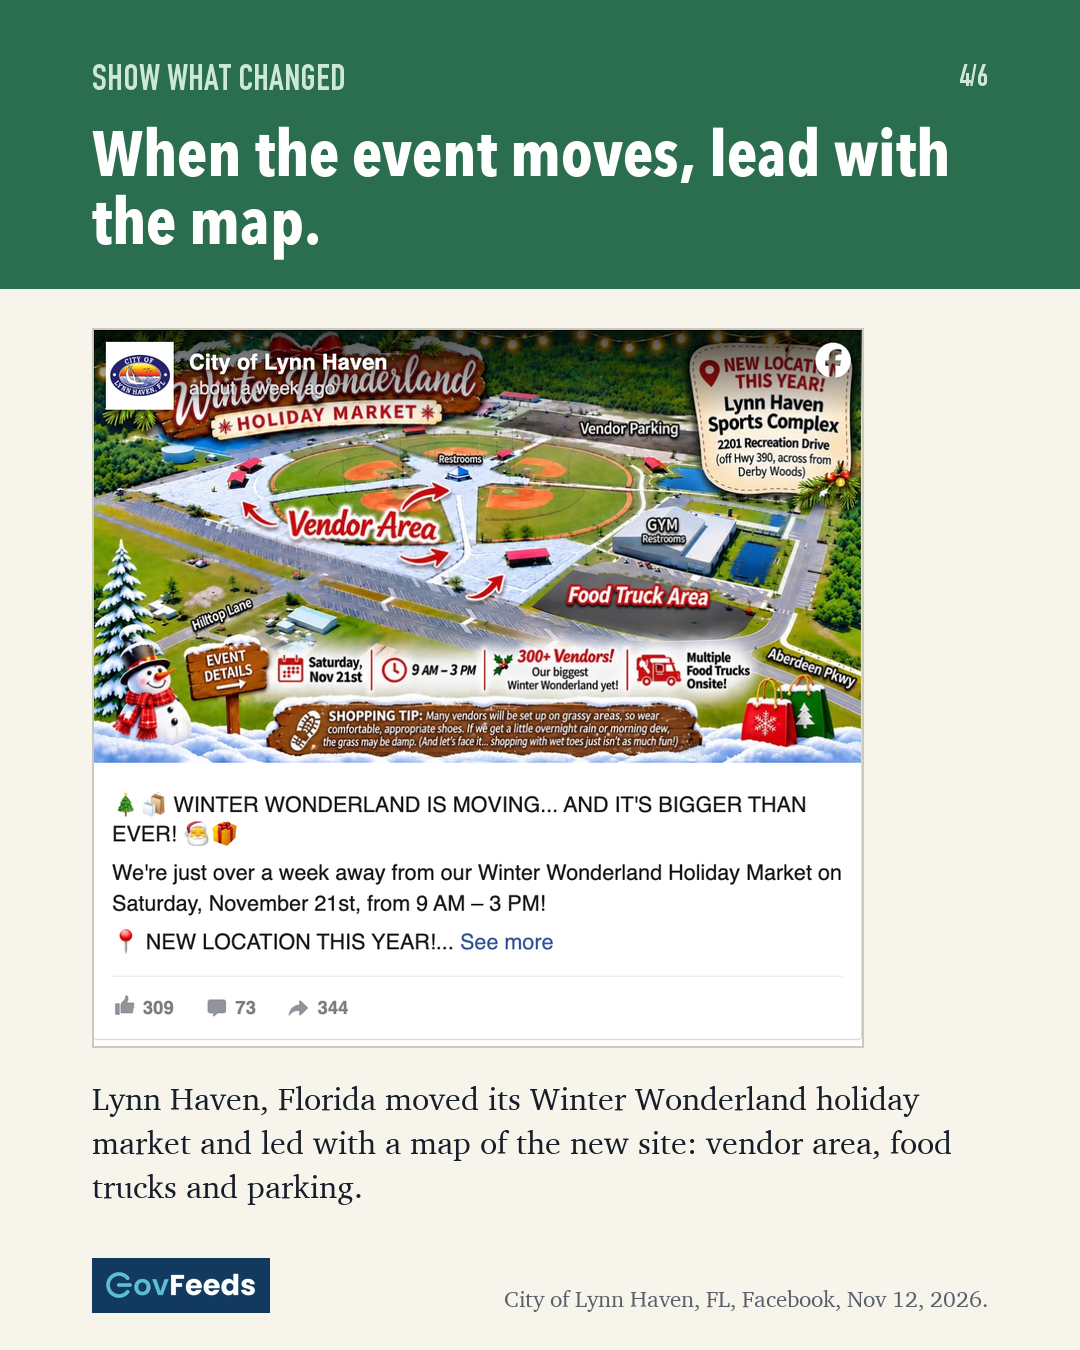 SHOW WHAT CHANGED
4/6
When the event moves, lead with
the map.
CITY OF
LYNN HAVEN, FL
City of Lynn Haven
about a week ago
Winter Wonderland
HOLIDAY MARKET
NEW LOCATI
THIS YEAR!
Lynn Haven
Sports Complex
2201 Recreation Drive
(off Hwy 390, across from
Derby Woods)
Vendor Parking
Restrooms
Vendor Area
GYM
Restrooms
Food Truck Area
Hilltop Lane
Aberdeen Pkwy
EVENT
DETAILS
Saturday,
Nov 21st
9 AM – 3 PM
300+ Vendors!
Our biggest
Winter Wonderland yet!
Multiple
Food Trucks
Onsite!
SHOPPING TIP: Many vendors will be set up on grassy areas, so wear
comfortable, appropriate shoes. If we get a little overnight rain or morning dew,
the grass may be damp. (And let's face it... shopping with wet toes just isn't as much fun!)
🎄 🛍️ WINTER WONDERLAND IS MOVING... AND IT'S BIGGER THAN
EVER! 🎅🎁
We're just over a week away from our Winter Wonderland Holiday Market on
Saturday, November 21st, from 9 AM – 3 PM!
📍 NEW LOCATION THIS YEAR!... See more
309 73 344
Lynn Haven, Florida moved its Winter Wonderland holiday
market and led with a map of the new site: vendor area, food
trucks and parking.
GovFeeds
City of Lynn Haven, FL, Facebook, Nov 12, 2026.